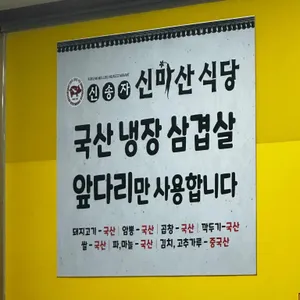 신송자 신마산식당
국산 냉장 삼겹살
앞다리만 사용합니다
돼지고기 - 국산 | 암뽕 - 국산 | 곱창 - 국산 | 깍두기 - 국산
쌀 - 국산 | 파,마늘 - 국산 | 김치, 고추가루 - 중국산